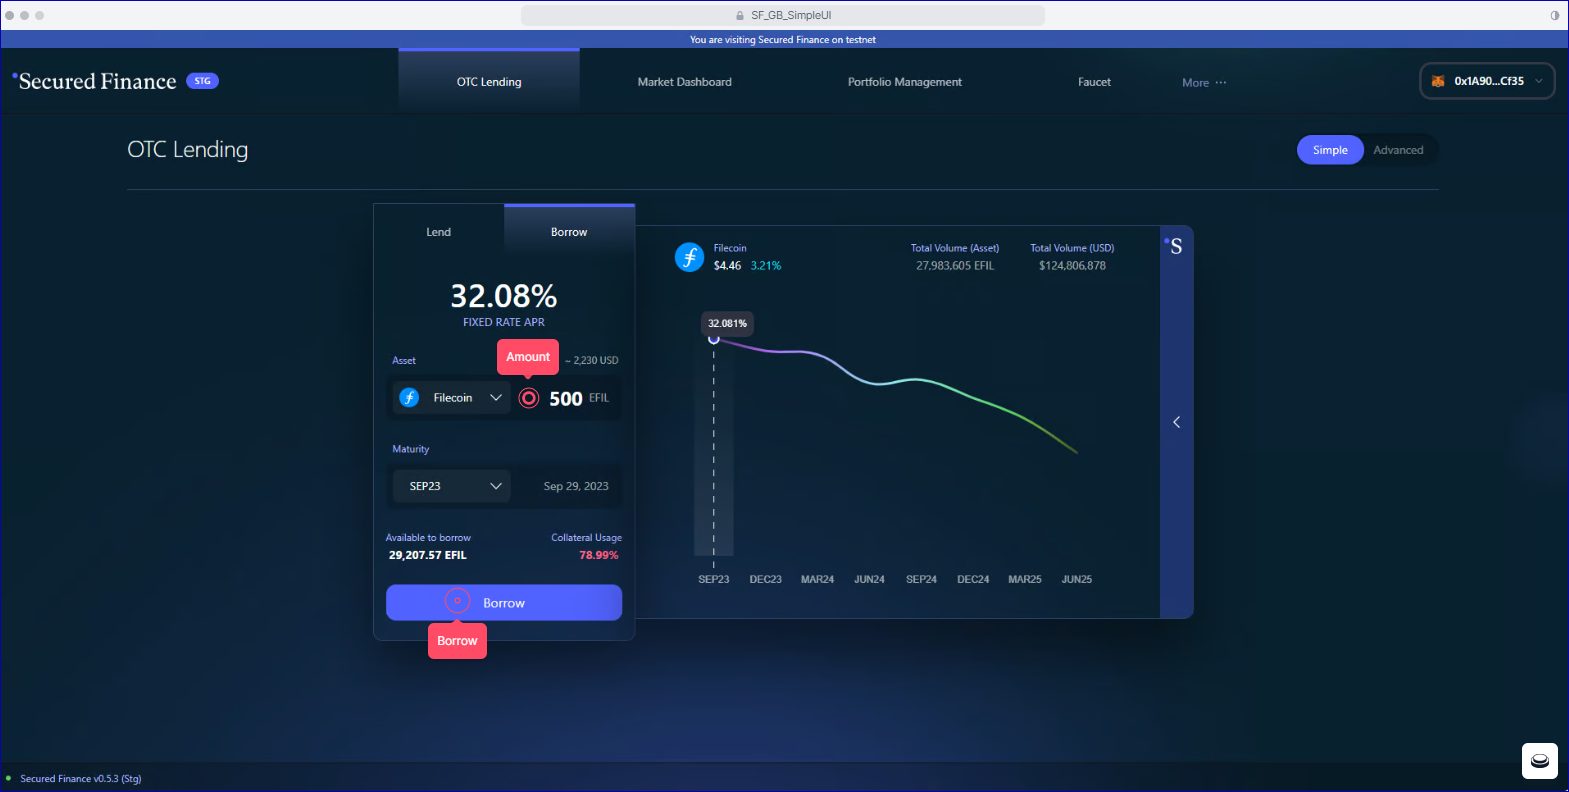 SF_GB_SimpleUI
You are visiting Secured Finance on testnet
Secured Finance STG
OTC Lending
Market Dashboard
Portfolio Management
Faucet
More ···
0x1A90...Cf35
OTC Lending
Simple
Advanced
Lend
Borrow
32.08%
FIXED RATE APR
Asset
Amount
~ 2,230 USD
Filecoin
500 EFIL
Maturity
SEP23
Sep 29, 2023
Available to borrow
29,207.57 EFIL
Collateral Usage
78.99%
Borrow
Borrow
Filecoin
$4.46 3.21%
Total Volume (Asset)
27,983,605 EFIL
Total Volume (USD)
$124,806,878
S
32.081%
SEP23 DEC23 MAR24 JUN24 SEP24 DEC24 MAR25 JUN25
Secured Finance v0.5.3 (Stg)